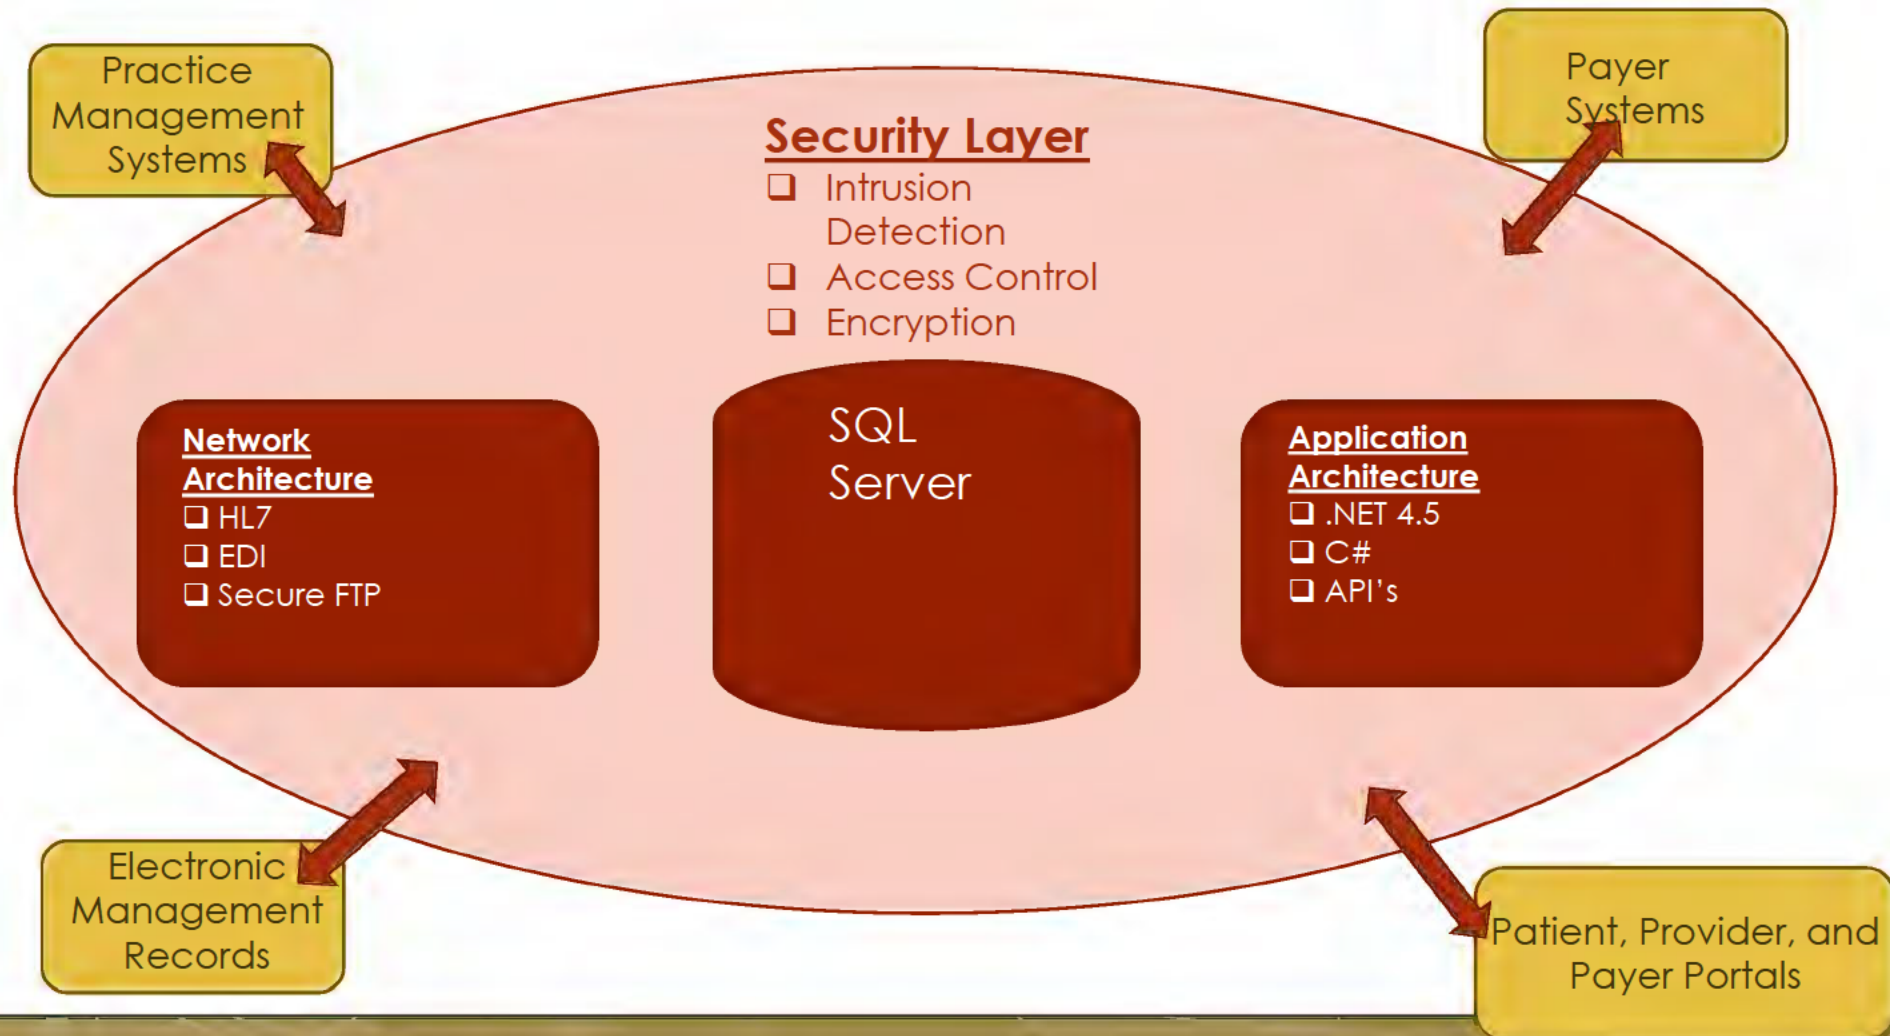 Practice
Management
Systems
Payer
Systems
Security Layer
❑ Intrusion
Detection
❑ Access Control
❑ Encryption
Network
Architecture
❑ HL7
❑ EDI
❑ Secure FTP
SQL
Server
Application
Architecture
❑ .NET 4.5
❑ C#
❑ API's
Electronic
Management
Records
Patient, Provider, and
Payer Portals